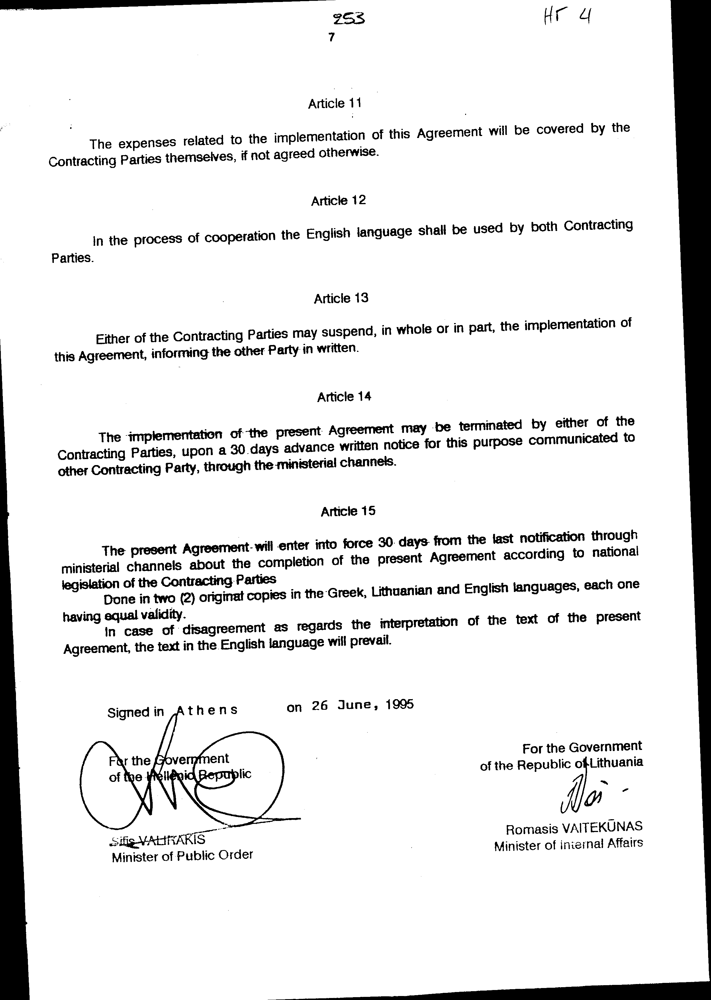 253
НГ 4
7
Article 11
The expenses related to the implementation of this Agreement will be covered by the
Contracting Parties themselves, if not agreed otherwise.
Article 12
In the process of cooperation the English language shall be used by both Contracting
Parties.
Article 13
Either of the Contracting Parties may suspend, in whole or in part, the implementation of
this Agreement, informing the other Party in written.
Article 14
The implementation of the present Agreement may be terminated by either of the
Contracting Parties, upon a 30 days advance written notice for this purpose communicated to
other Contracting Party, through the ministerial channels.
Article 15
The present Agreement will enter into force 30 days from the last notification through
ministerial channels about the completion of the present Agreement according to national
legislation of the Contracting Parties
Done in two (2) original copies in the Greek, Lithuanian and English languages, each one
having equal validity.
In case of disagreement as regards the interpretation of the text of the present
Agreement, the text in the English language will prevail.
Signed in Athens on 26 June, 1995
For the Government
of the Hellenic Republic
Sifis VALIRAKIS
Minister of Public Order
For the Government
of the Republic of Lithuania
Romasis VAITEKŪNAS
Minister of Internal Affairs